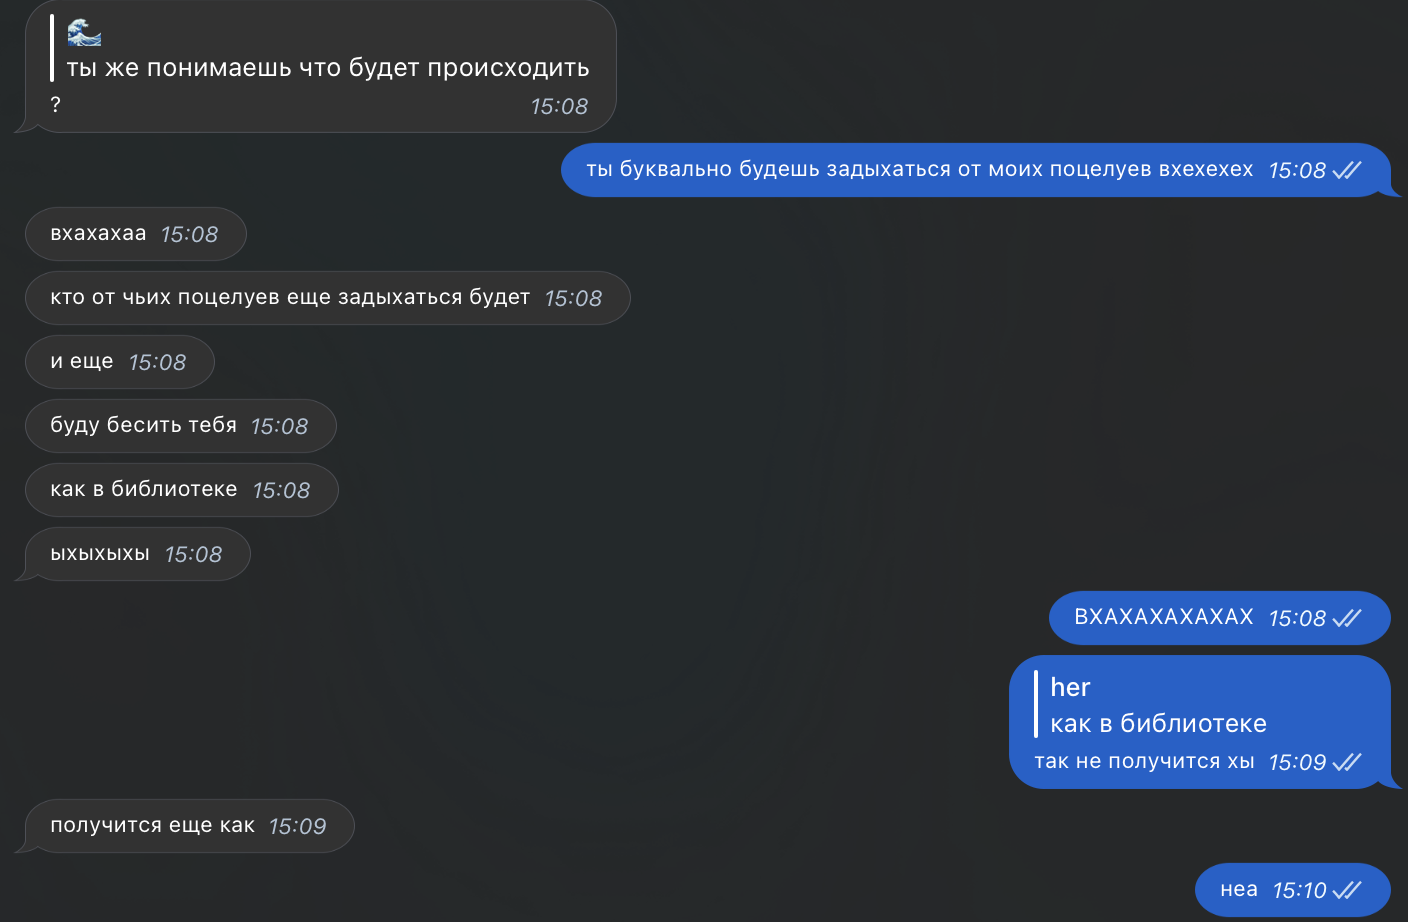 🌊
ты же понимаешь что будет происходить
? 15:08
ты буквально будешь задыхаться от моих поцелуев вхехехех 15:08
вхахахаа 15:08
кто от чьих поцелуев еще задыхаться будет 15:08
и еще 15:08
буду бесить тебя 15:08
как в библиотеке 15:08
ыхыхыхы 15:08
ВХАХАХАХАХАХ 15:08
her
как в библиотеке
так не получится хы 15:09
получится еще как 15:09
неа 15:10